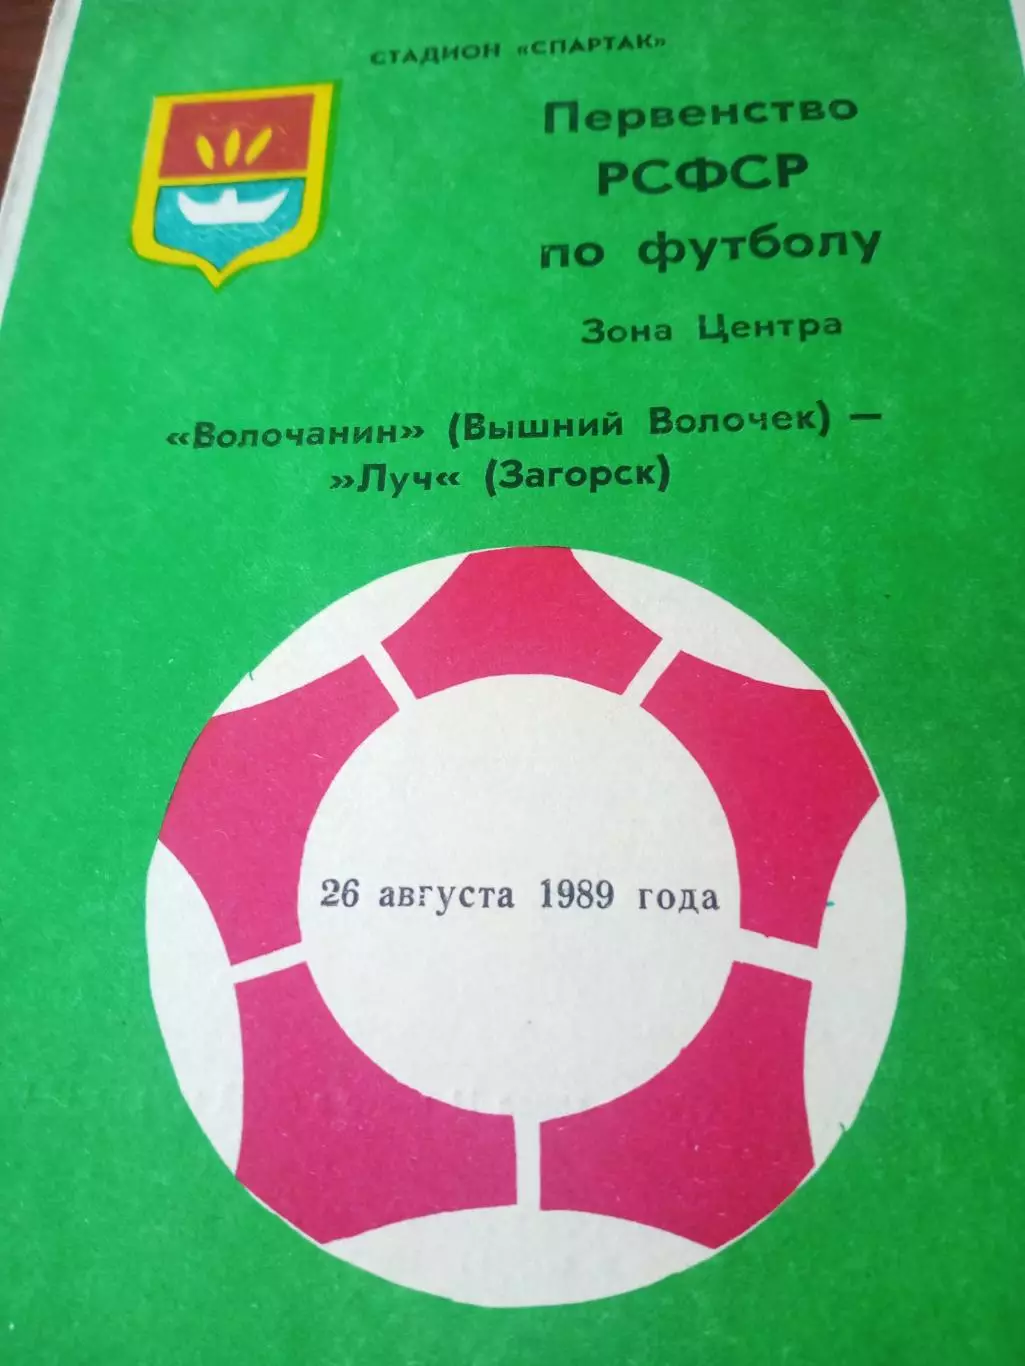 СТАДИОН «СПАРТАК»
Первенство
РСФСР
по футболу
Зона Центра
«Волочанин» (Вышний Волочек) —
»Луч« (Загорск)
26 августа 1989 года